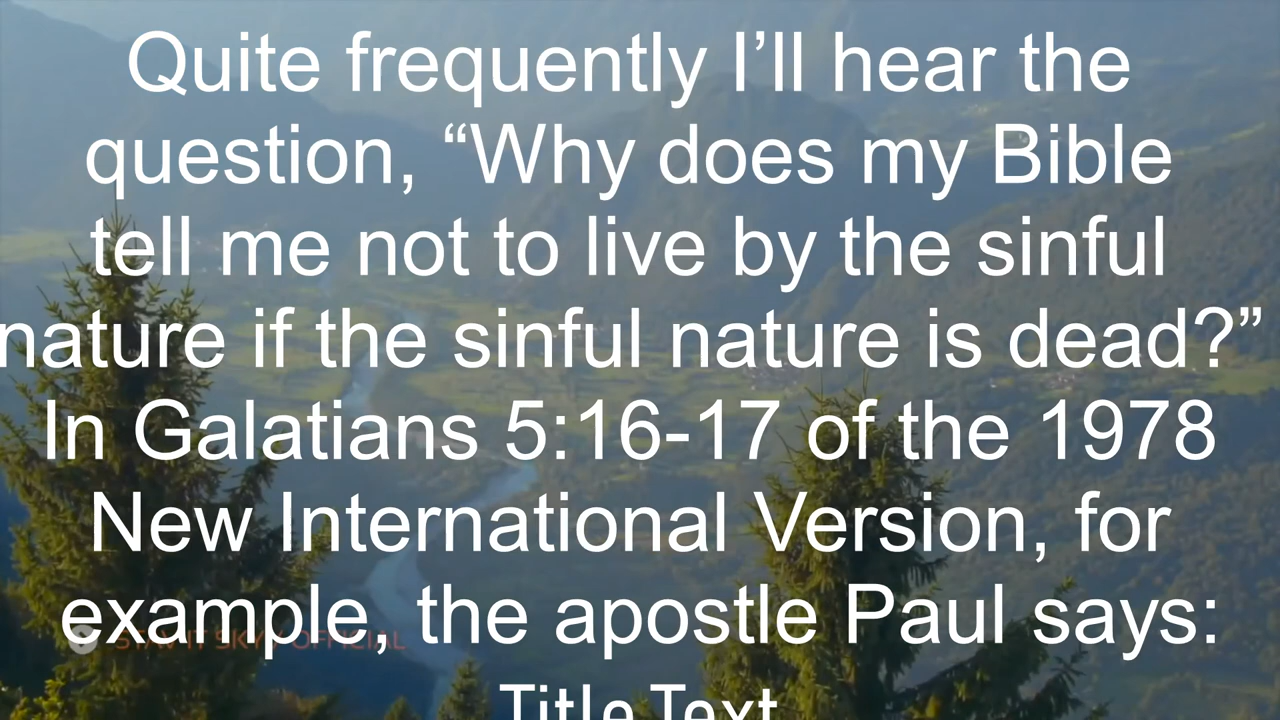 Quite frequently I’ll hear the
question, “Why does my Bible
tell me not to live by the sinful
nature if the sinful nature is dead?”
In Galatians 5:16-17 of the 1978
New International Version, for
example, the apostle Paul says:
OFFICIAL
Title Text